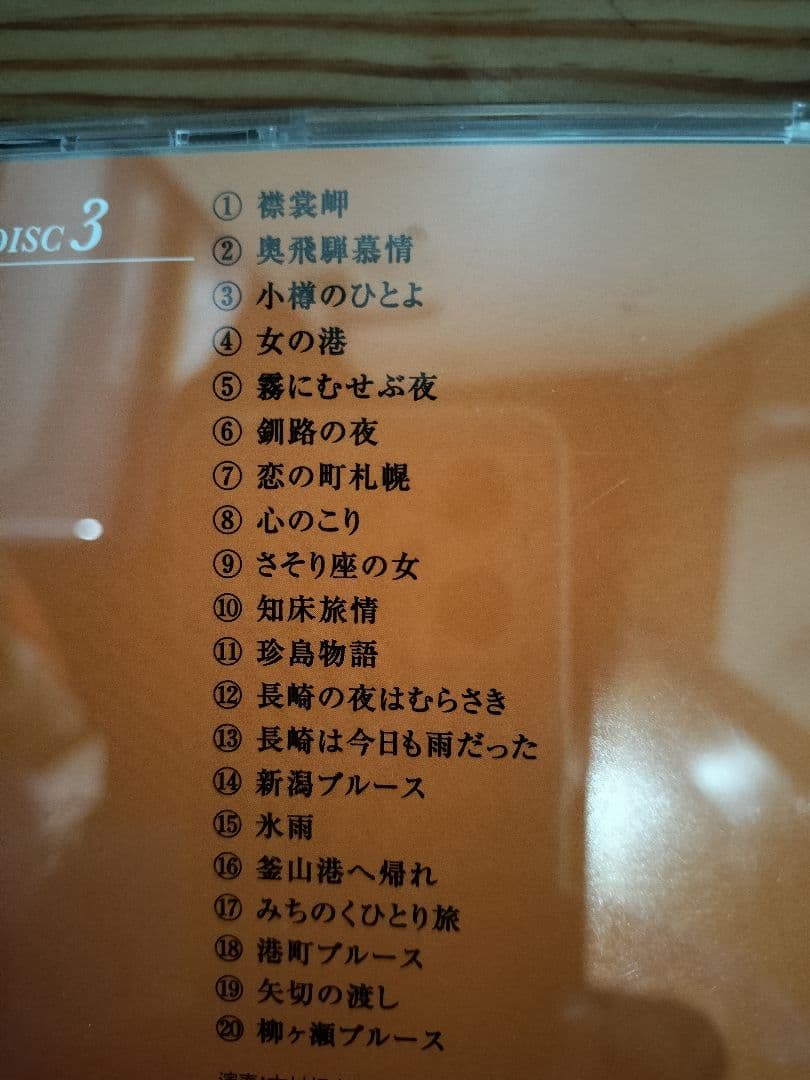 DISC 3
① 襟裳岬
② 奥飛騨慕情
③ 小樽のひとよ
④ 女の港
⑤ 霧にむせぶ夜
⑥ 釧路の夜
⑦ 恋の町札幌
⑧ 心のこり
⑨ さそり座の女
⑩ 知床旅情
⑪ 珍島物語
⑫ 長崎の夜はむらさき
⑬ 長崎は今日も雨だった
⑭ 新潟ブルース
⑮ 氷雨
⑯ 釜山港へ帰れ
⑰ みちのくひとり旅
⑱ 港町ブルース
⑲ 矢切の渡し
⑳ 柳ヶ瀬ブルース